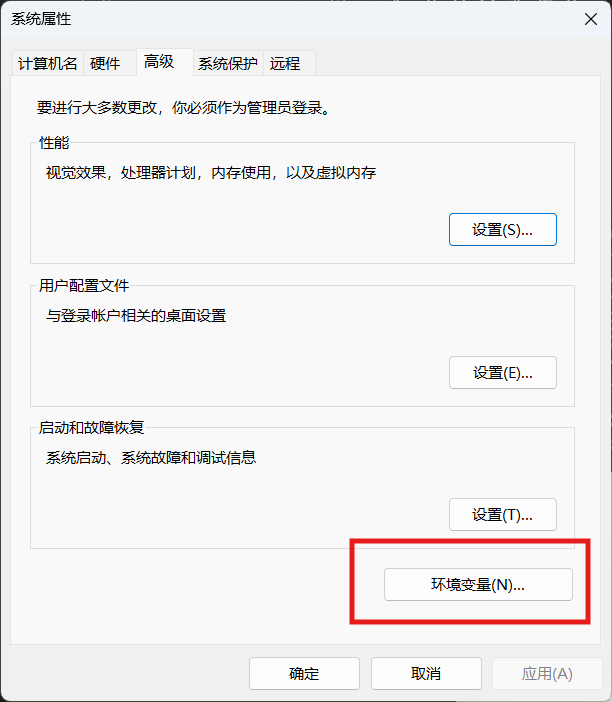 系统属性
计算机名 硬件 高级 系统保护 远程
要进行大多数更改，你必须作为管理员登录。
性能
视觉效果，处理器计划，内存使用，以及虚拟内存
设置(S)...
用户配置文件
与登录帐户相关的桌面设置
设置(E)...
启动和故障恢复
系统启动、系统故障和调试信息
设置(T)...
环境变量(N)...
确定 取消 应用(A)